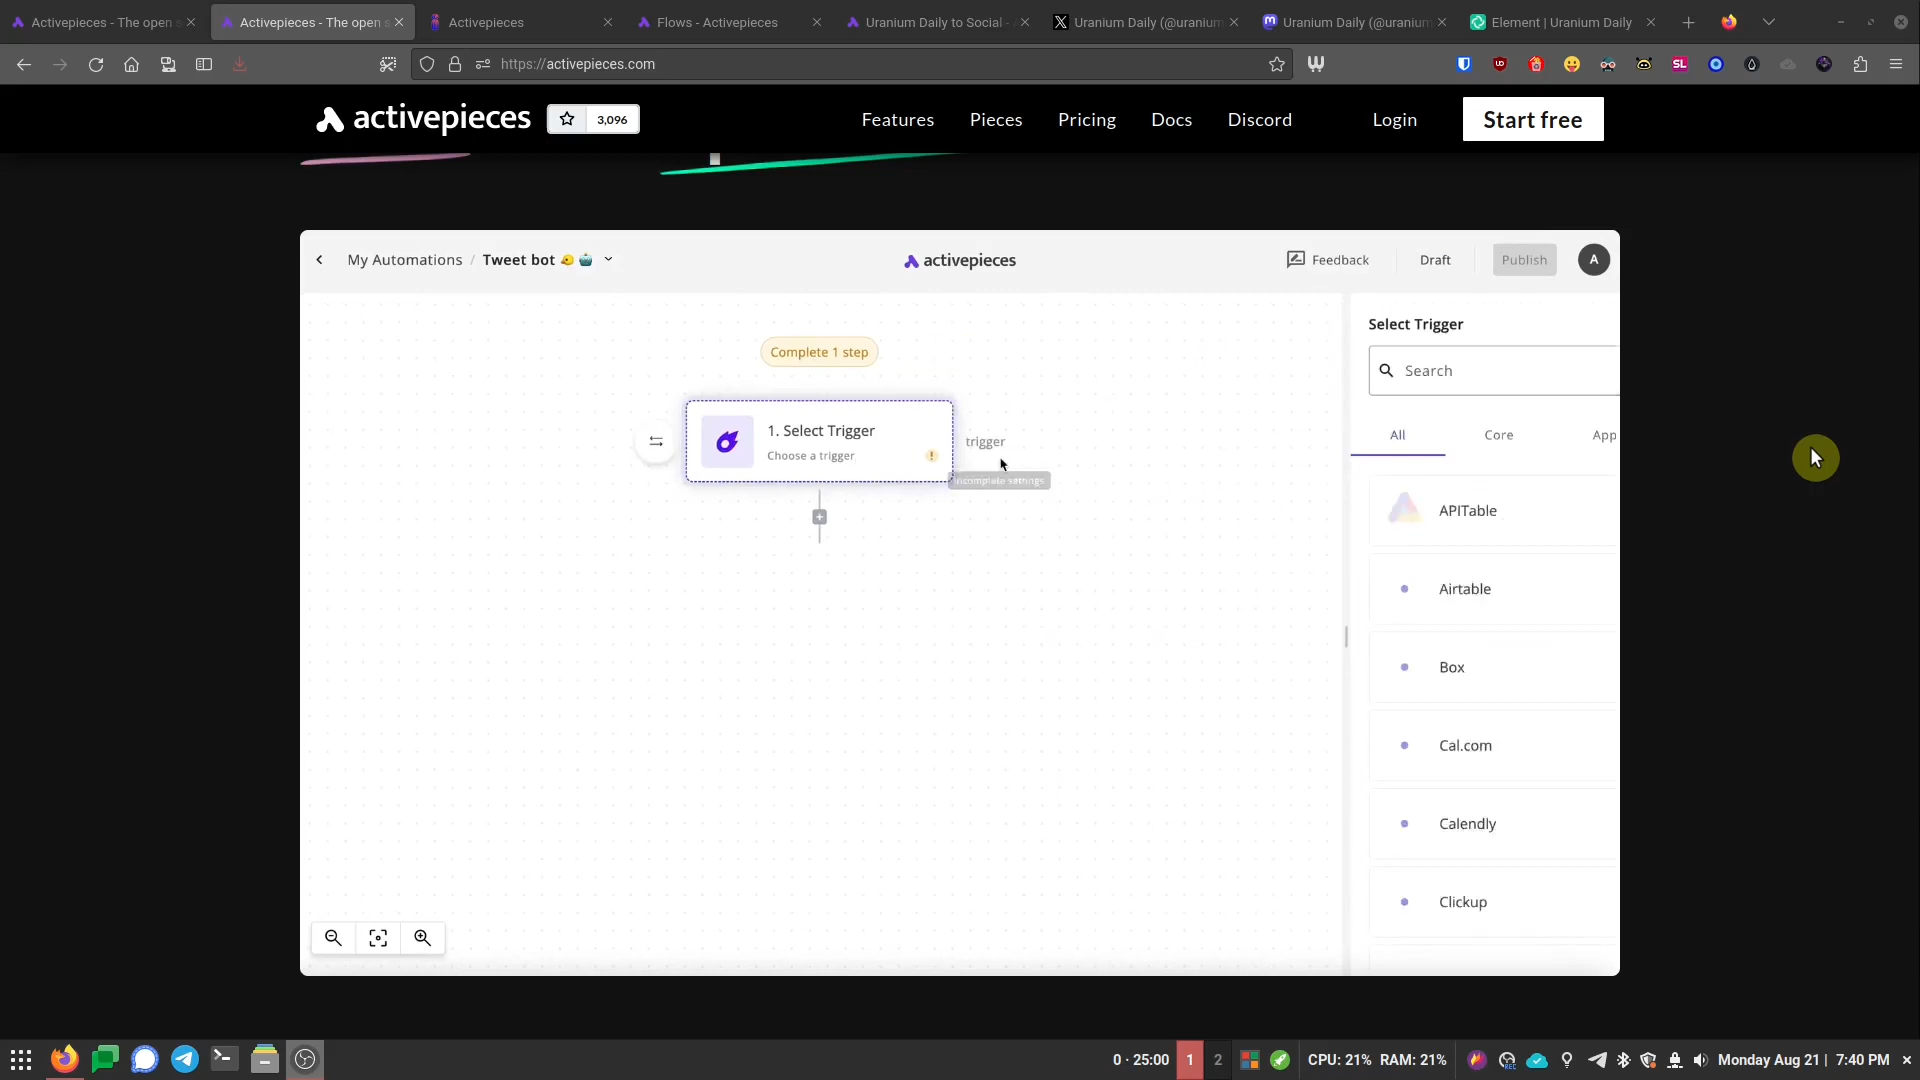 Activepieces - The open s
Activepieces - The open s
Activepieces
Flows - Activepieces
Uranium Daily to Social -
Uranium Daily (@uranium
Uranium Daily (@uranium
Element | Uranium Daily
https://activepieces.com
activepieces
3,096
Features
Pieces
Pricing
Docs
Discord
Login
Start free
My Automations / Tweet bot
activepieces
Feedback
Draft
Publish
A
Complete 1 step
1. Select Trigger
Choose a trigger
trigger
Incomplete settings
Select Trigger
Search
All
Core
App
APITable
Airtable
Box
Cal.com
Calendly
Clickup
0 · 25:00
1
2
CPU: 21% RAM: 21%
Monday Aug 21 | 7:40 PM